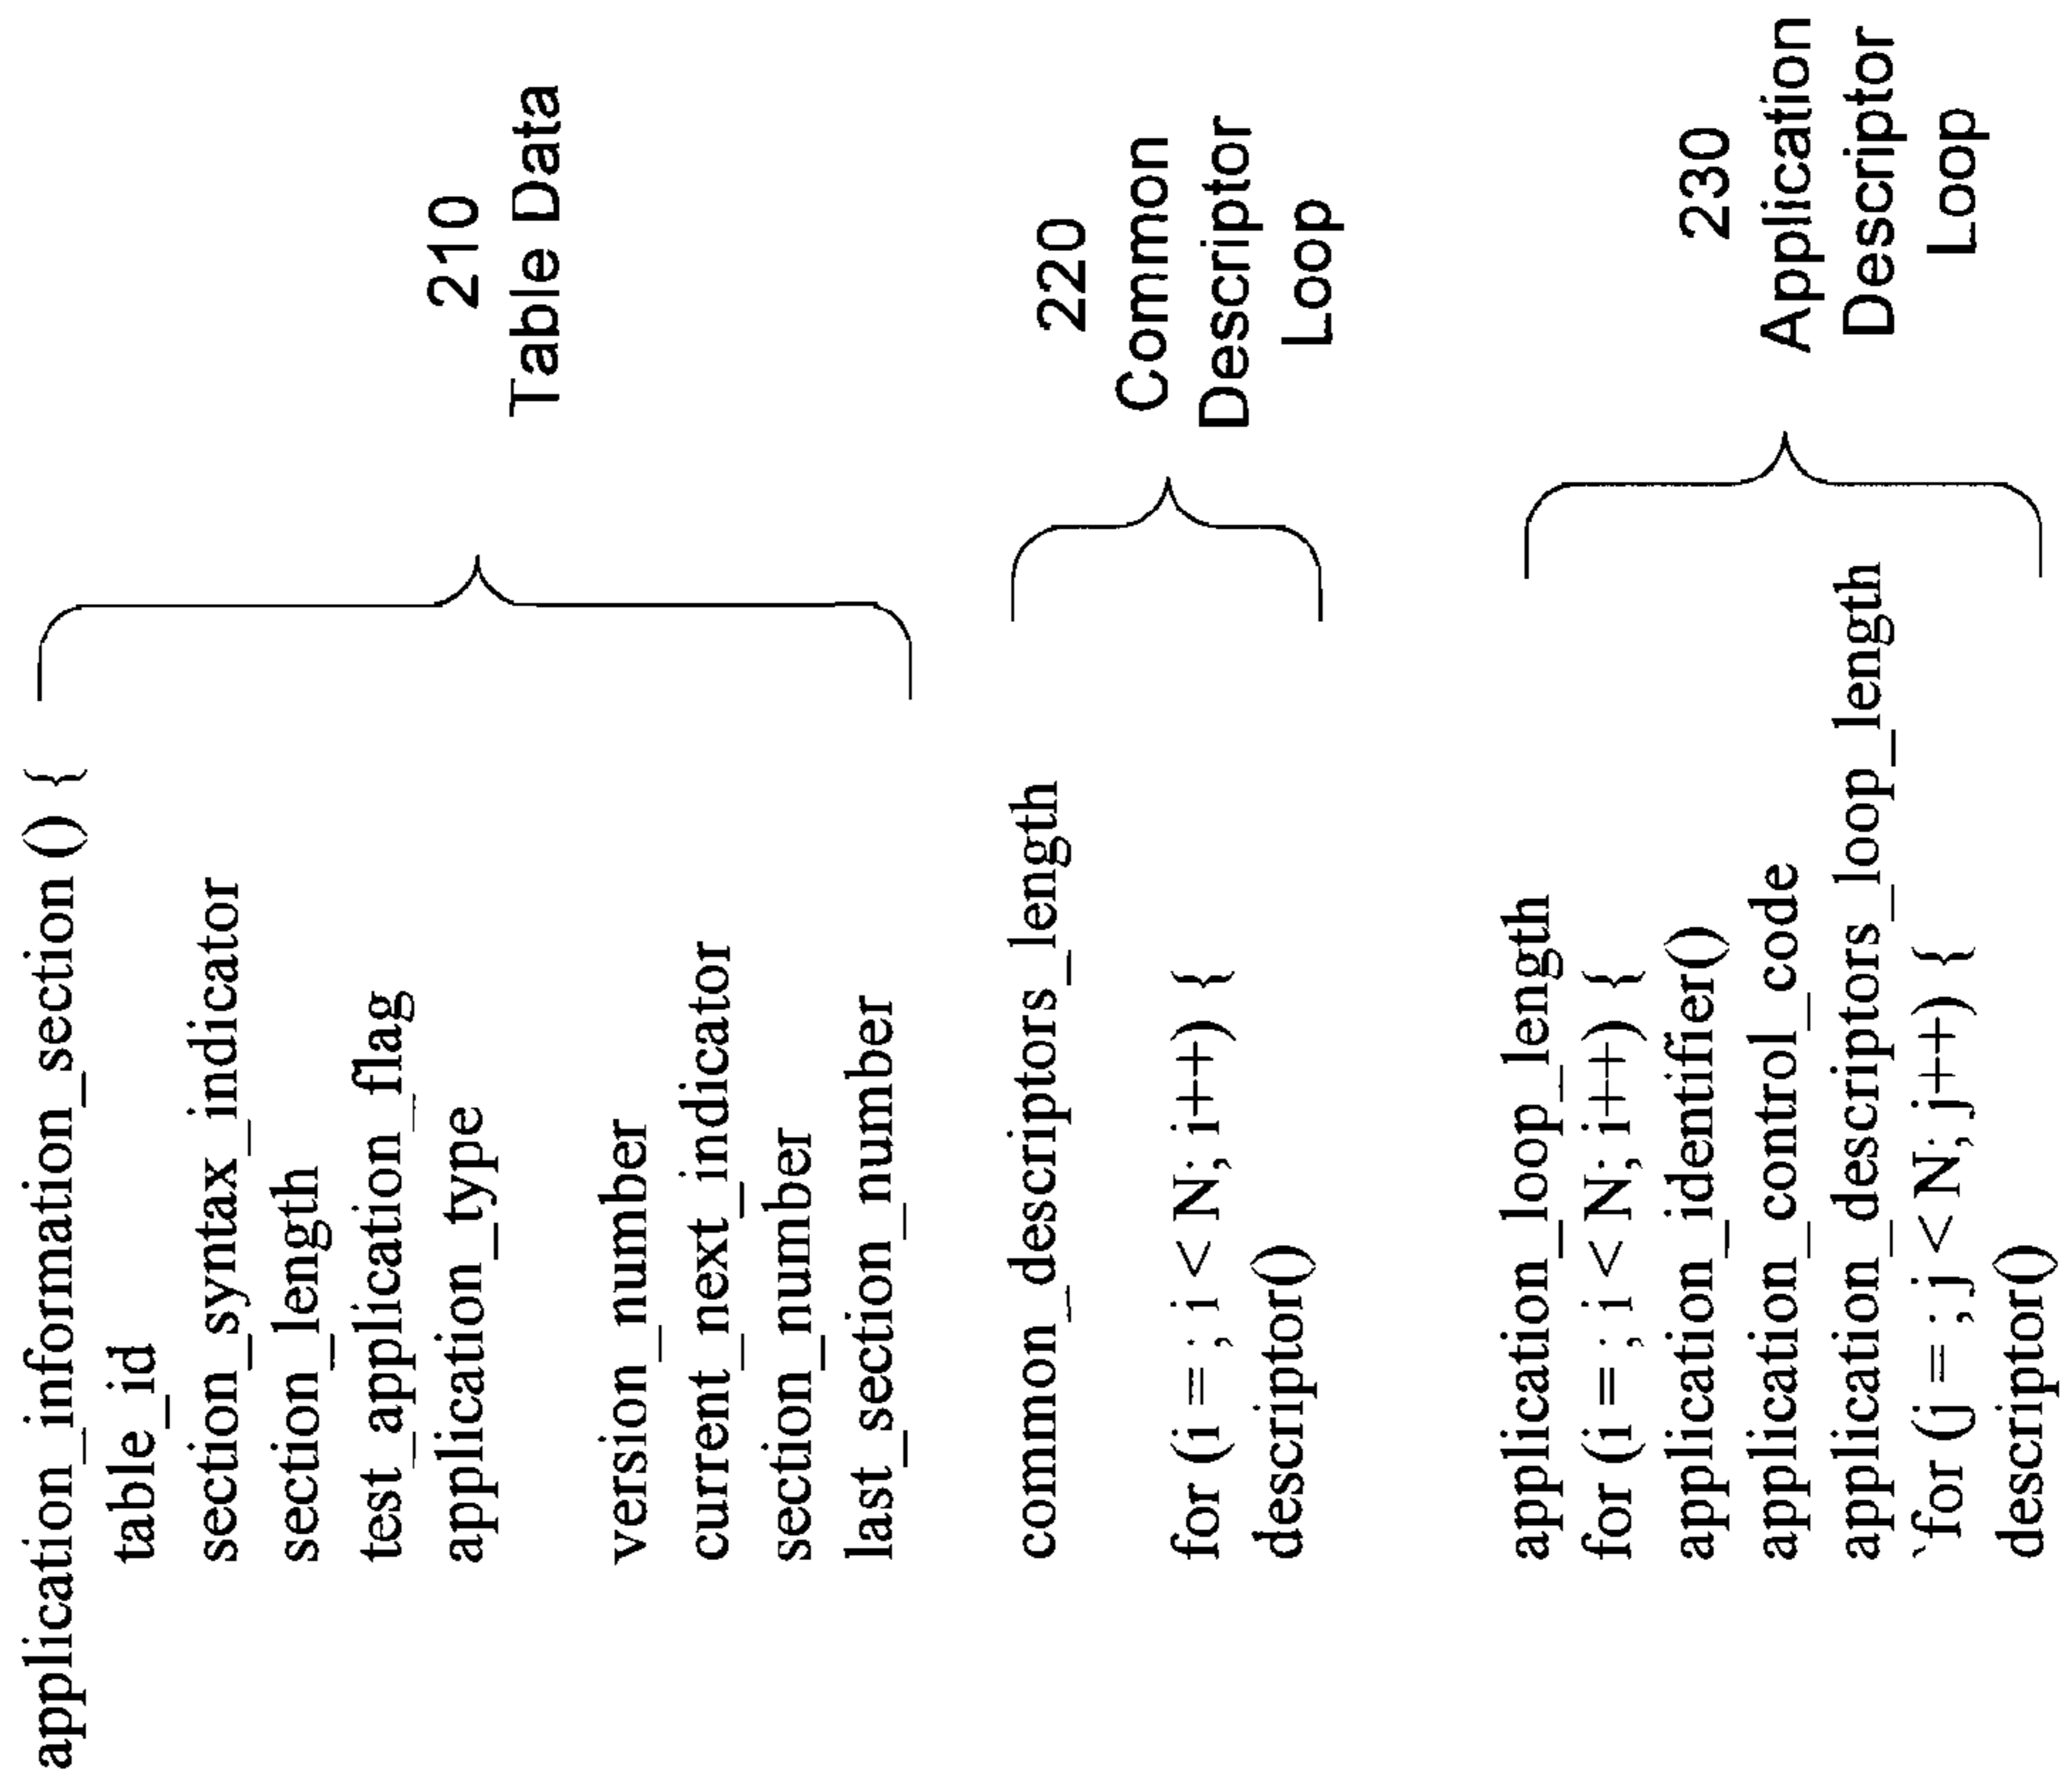 application_information_section () {
table_id
section_syntax_indicator
section_length
test_application_flag
application_type
version_number
current_next_indicator
section_number
last_section_number
210
Table Data
common_descriptors_length
for (i =; i < N; i++) {
descriptor()
220
Common
Descriptor
Loop
application_loop_length
for (i =; i < N; i++) {
application_identifier()
application_control_code
application_descriptors_loop_length
`for (j =; j < N; j++) {
descriptor()
230
Application
Descriptor
Loop